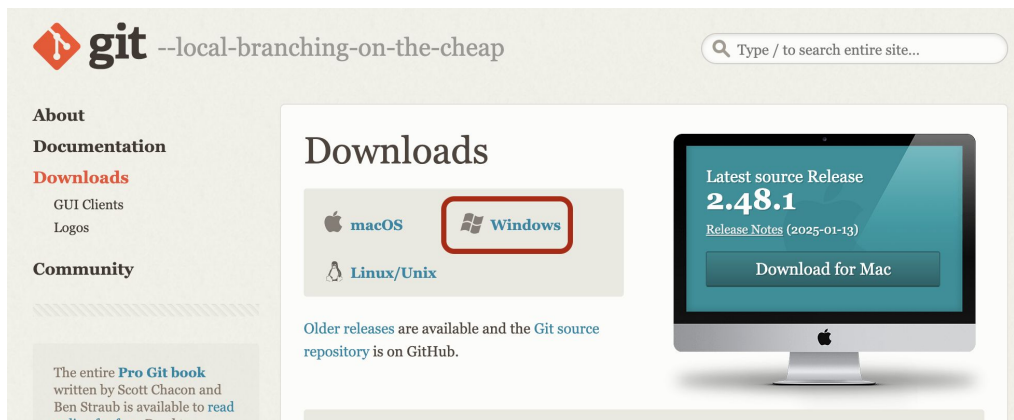 git --local-branching-on-the-cheap
Type / to search entire site...
About
Documentation
Downloads
GUI Clients
Logos
Community
The entire Pro Git book
written by Scott Chacon and
Ben Straub is available to read
Downloads
macOS
Windows
Linux/Unix
Older releases are available and the Git source
repository is on GitHub.
Latest source Release
2.48.1
Release Notes (2025-01-13)
Download for Mac